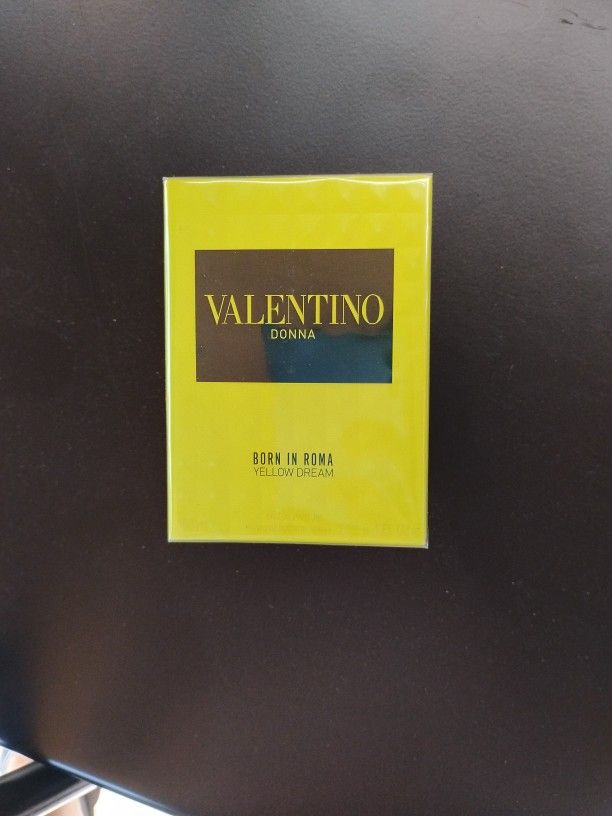 VALENTINO
DONNA
BORN IN ROMA
YELLOW DREAM